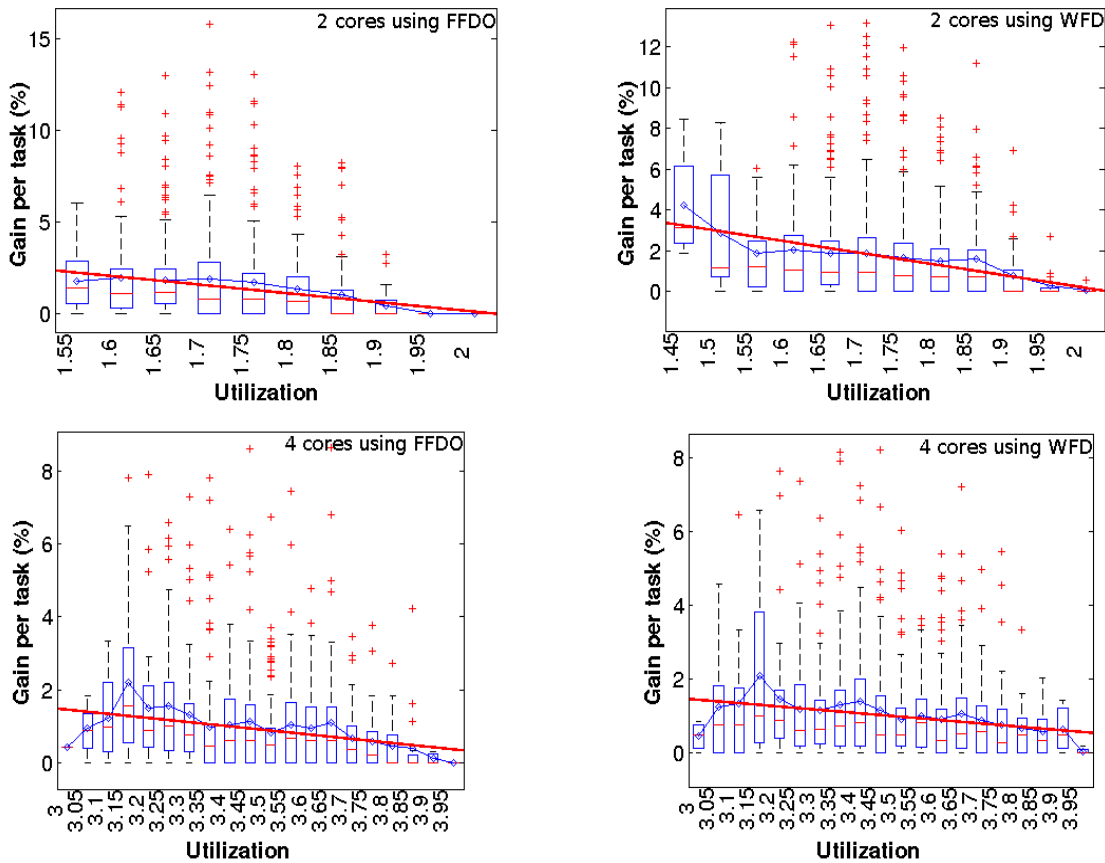 2 cores using FFDO
Gain per task (%)
15
10
5
0
1.55 1.6 1.65 1.7 1.75 1.8 1.85 1.9 1.95 2
Utilization
2 cores using WFD
Gain per task (%)
12
10
8
6
4
2
0
1.45 1.5 1.55 1.6 1.65 1.7 1.75 1.8 1.85 1.9 1.95 2
Utilization
4 cores using FFDO
Gain per task (%)
8
6
4
2
0
3 3.05 3.1 3.15 3.2 3.25 3.3 3.35 3.4 3.45 3.5 3.55 3.6 3.65 3.7 3.75 3.8 3.85 3.9 3.95
Utilization
4 cores using WFD
Gain per task (%)
8
6
4
2
0
3 3.05 3.1 3.15 3.2 3.25 3.3 3.35 3.4 3.45 3.5 3.55 3.6 3.65 3.7 3.75 3.8 3.85 3.9 3.95
Utilization